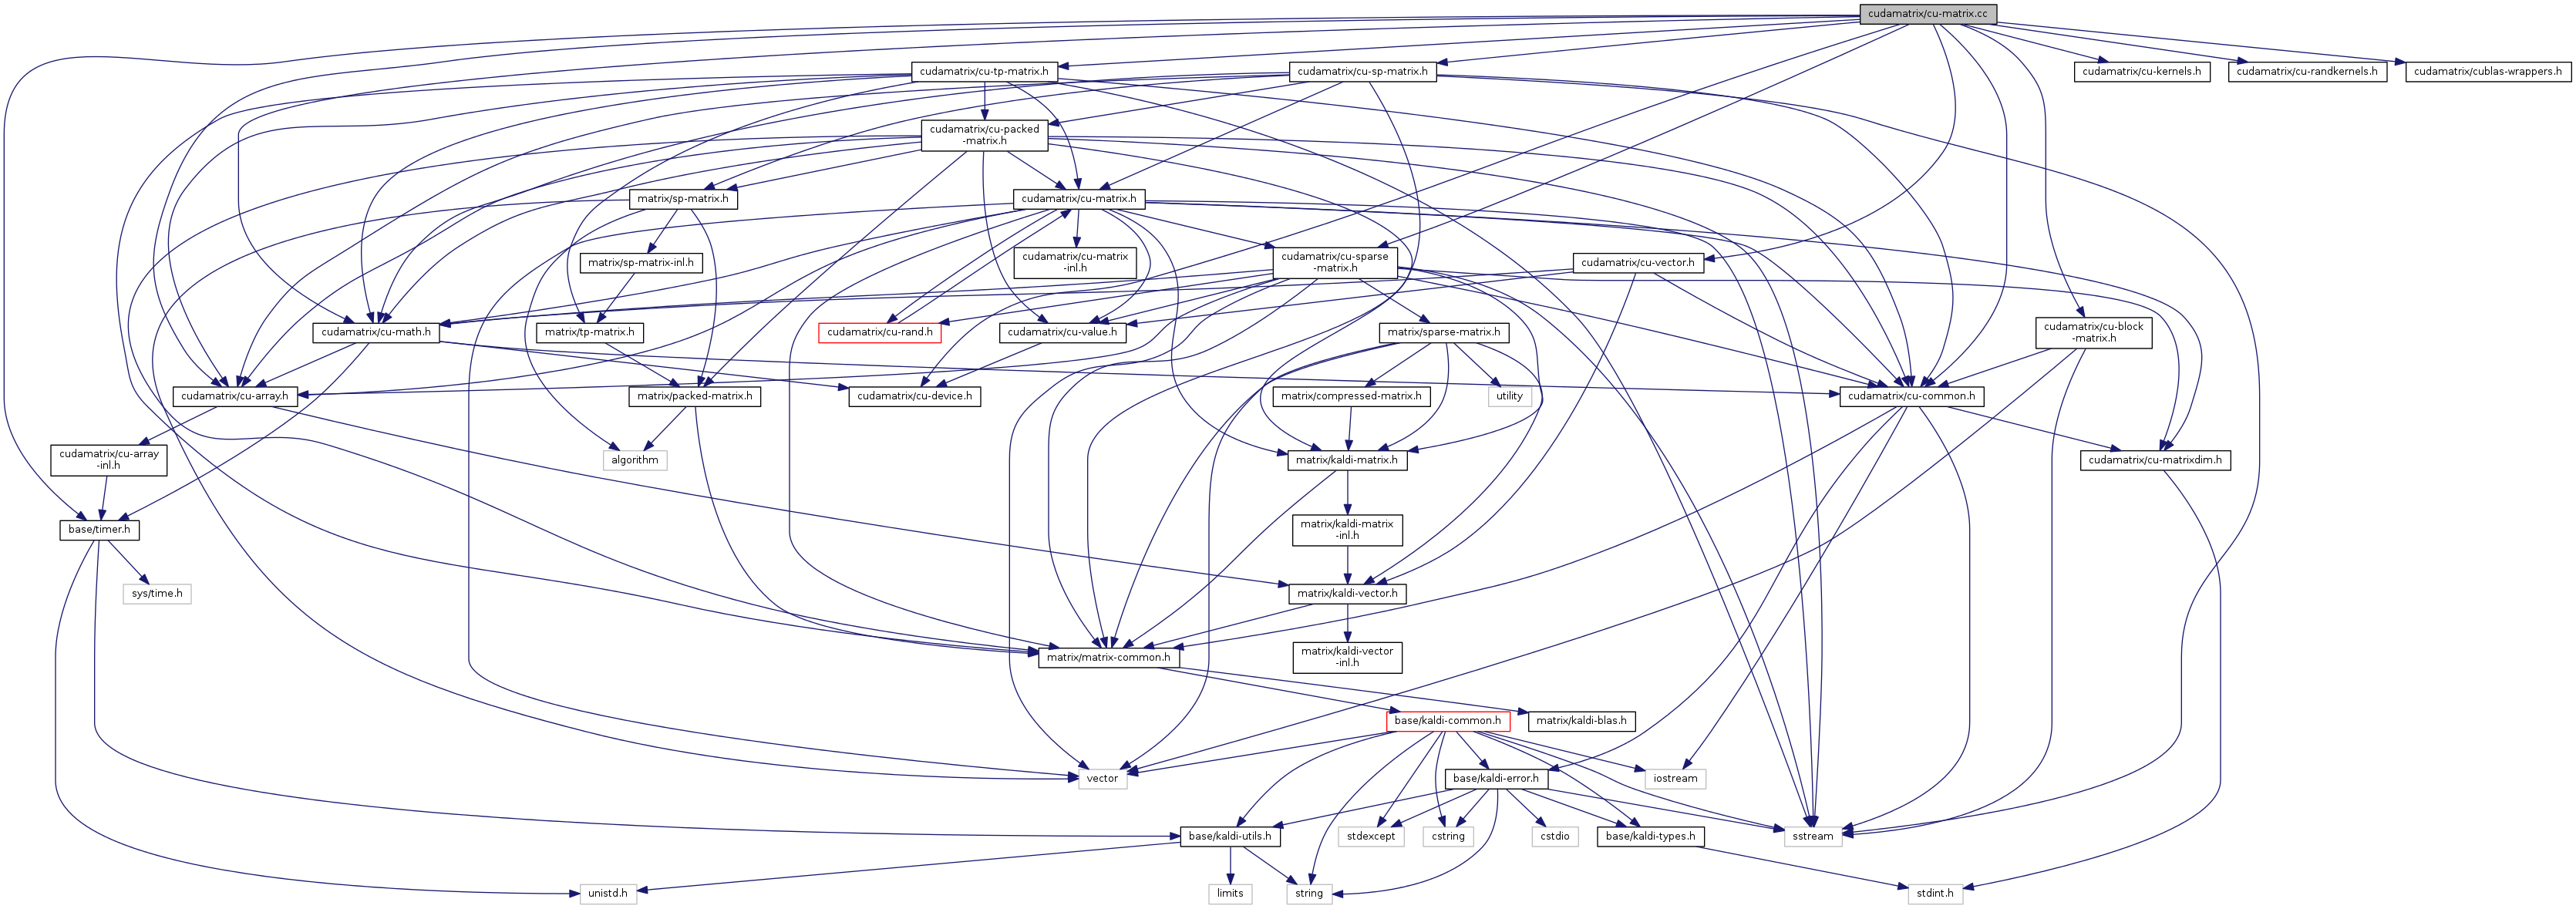 cudamatrix/cu-matrix.cc
cudamatrix/cu-tp-matrix.h
cudamatrix/cu-sp-matrix.h
cudamatrix/cu-kernels.h
cudamatrix/cu-randkernels.h
cudamatrix/cublas-wrappers.h
cudamatrix/cu-packed
-matrix.h
matrix/sp-matrix.h
cudamatrix/cu-matrix.h
matrix/sp-matrix-inl.h
cudamatrix/cu-matrix
-inl.h
cudamatrix/cu-sparse
-matrix.h
cudamatrix/cu-vector.h
cudamatrix/cu-math.h
matrix/tp-matrix.h
cudamatrix/cu-rand.h
cudamatrix/cu-value.h
matrix/sparse-matrix.h
cudamatrix/cu-block
-matrix.h
cudamatrix/cu-array.h
matrix/packed-matrix.h
cudamatrix/cu-device.h
matrix/compressed-matrix.h
utility
cudamatrix/cu-common.h
cudamatrix/cu-array
-inl.h
algorithm
matrix/kaldi-matrix.h
cudamatrix/cu-matrixdim.h
base/timer.h
matrix/kaldi-matrix
-inl.h
sys/time.h
matrix/kaldi-vector.h
matrix/matrix-common.h
matrix/kaldi-vector
-inl.h
base/kaldi-common.h
matrix/kaldi-blas.h
vector
base/kaldi-error.h
iostream
base/kaldi-utils.h
stdexcept
cstring
cstdio
base/kaldi-types.h
sstream
unistd.h
limits
string
stdint.h